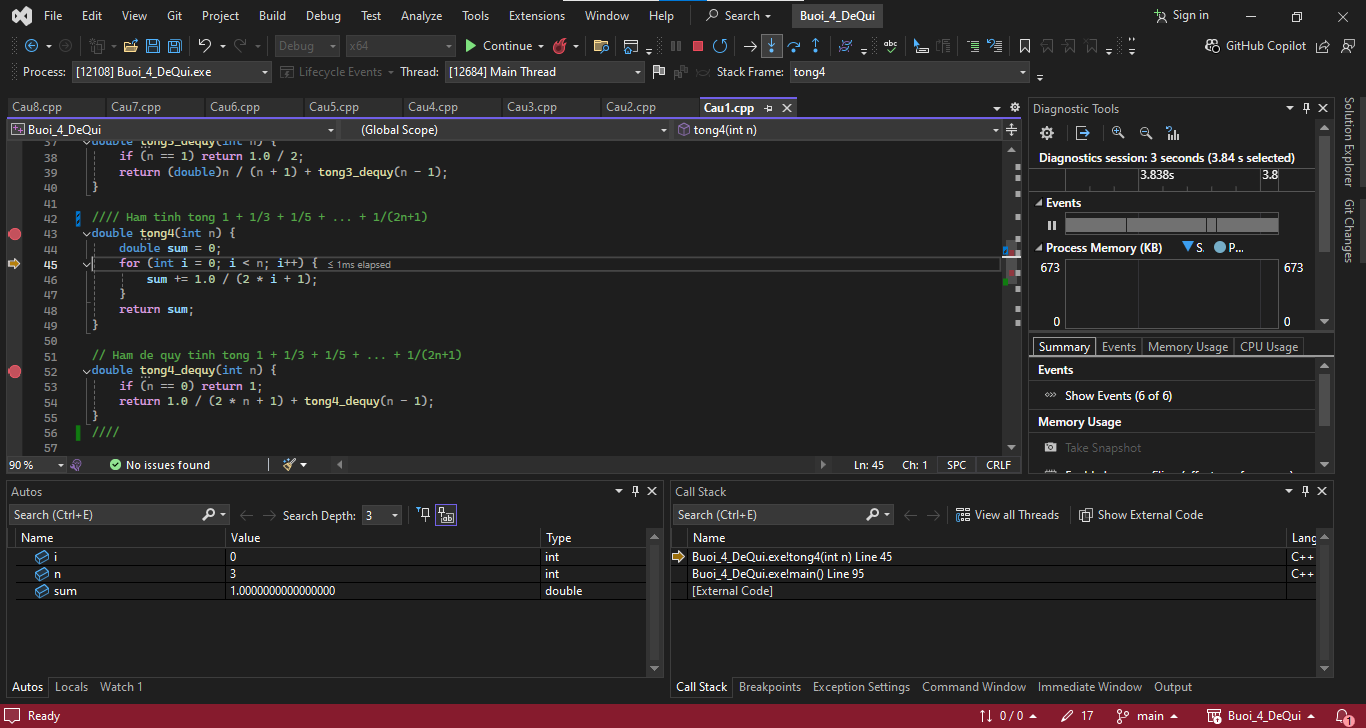 File Edit View Git Project Build Debug Test Analyze Tools Extensions Window Help Search Buoi_4_DeQui Sign in
Debug x64 Continue GitHub Copilot
Process: [12108] Buoi_4_DeQui.exe Lifecycle Events Thread: [12684] Main Thread Stack Frame: tong4
Cau8.cpp Cau7.cpp Cau6.cpp Cau5.cpp Cau4.cpp Cau3.cpp Cau2.cpp Cau1.cpp
Buoi_4_DeQui (Global Scope) tong4(int n)
37 double tong3_dequy(int n) {
38 if (n == 1) return 1.0 / 2;
39 return (double)n / (n + 1) + tong3_dequy(n - 1);
40 }
41
42 //// Ham tinh tong 1 + 1/3 + 1/5 + ... + 1/(2n+1)
43 double tong4(int n) {
44 double sum = 0;
45 for (int i = 0; i < n; i++) { ≤ 1ms elapsed
46 sum += 1.0 / (2 * i + 1);
47 }
48 return sum;
49 }
50
51 // Ham de quy tinh tong 1 + 1/3 + 1/5 + ... + 1/(2n+1)
52 double tong4_dequy(int n) {
53 if (n == 0) return 1;
54 return 1.0 / (2 * n + 1) + tong4_dequy(n - 1);
55 }
56 ////
57
90 % No issues found Ln: 45 Ch: 1 SPC CRLF
Diagnostic Tools
Diagnostics session: 3 seconds (3.84 s selected)
3.838s 3.8
Events
Process Memory (KB) S. P...
673 673
0 0
Summary Events Memory Usage CPU Usage
Events
Show Events (6 of 6)
Memory Usage
Take Snapshot
Solution Explorer
Git Changes
Autos
Search (Ctrl+E) Search Depth: 3
Name Value Type
i 0 int
n 3 int
sum 1.0000000000000000 double
Autos Locals Watch 1
Call Stack
Search (Ctrl+E) View all Threads Show External Code
Name Lang
Buoi_4_DeQui.exe!tong4(int n) Line 45 C++
Buoi_4_DeQui.exe!main() Line 95 C++
[External Code]
Call Stack Breakpoints Exception Settings Command Window Immediate Window Output
Ready 0 / 0 17 main Buoi_4_DeQui 1